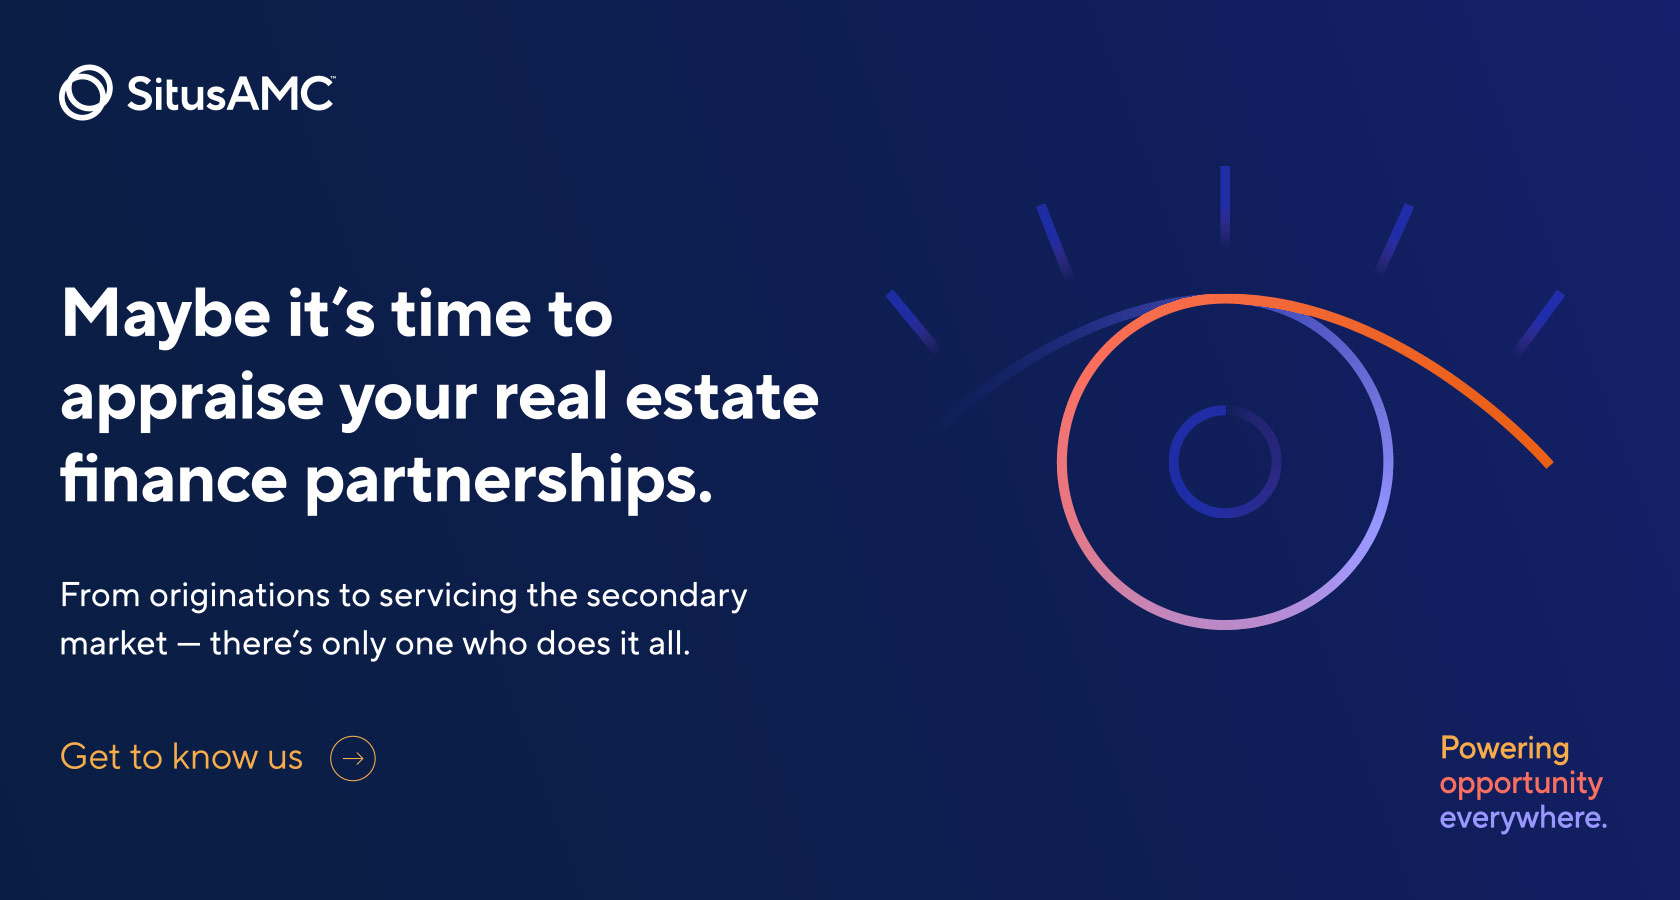 SitusAMC™
Maybe it’s time to
appraise your real estate
finance partnerships.
From originations to servicing the secondary
market — there’s only one who does it all.
Get to know us
Powering
opportunity
everywhere.